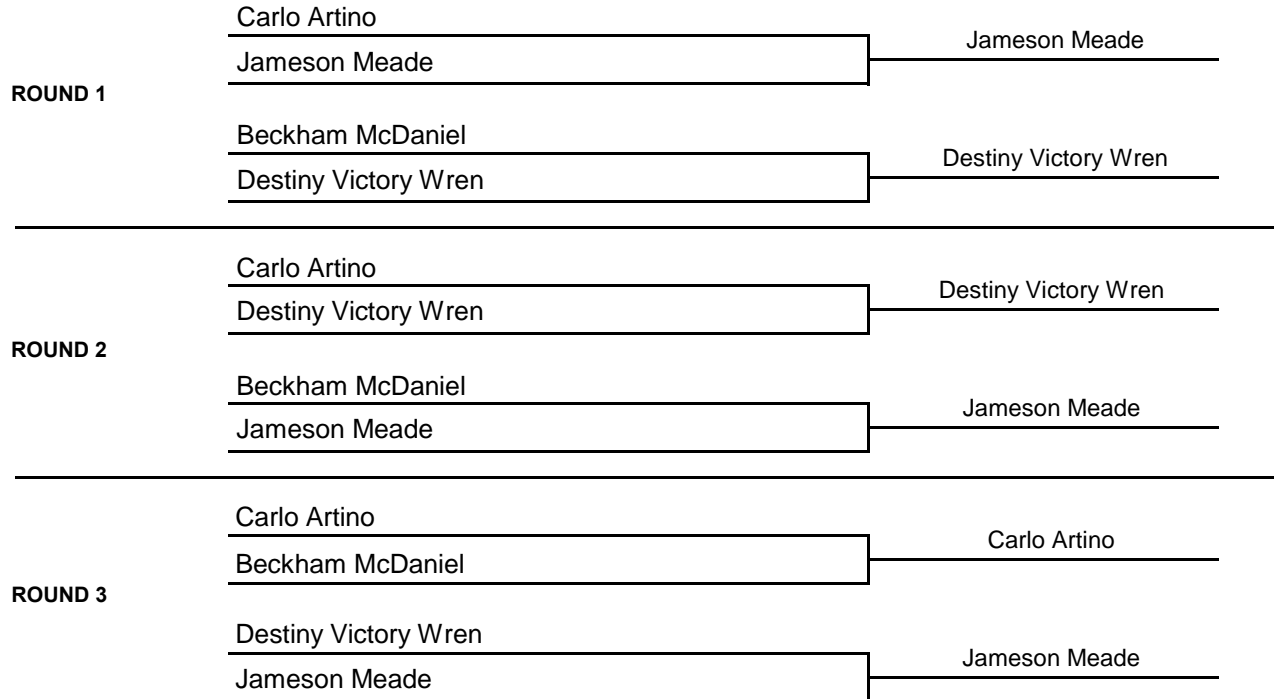 Carlo Artino
Jameson Meade
Jameson Meade
ROUND 1
Beckham McDaniel
Destiny Victory Wren
Destiny Victory Wren
Carlo Artino
Destiny Victory Wren
Destiny Victory Wren
ROUND 2
Beckham McDaniel
Jameson Meade
Jameson Meade
Carlo Artino
Carlo Artino
Beckham McDaniel
ROUND 3
Destiny Victory Wren
Jameson Meade
Jameson Meade